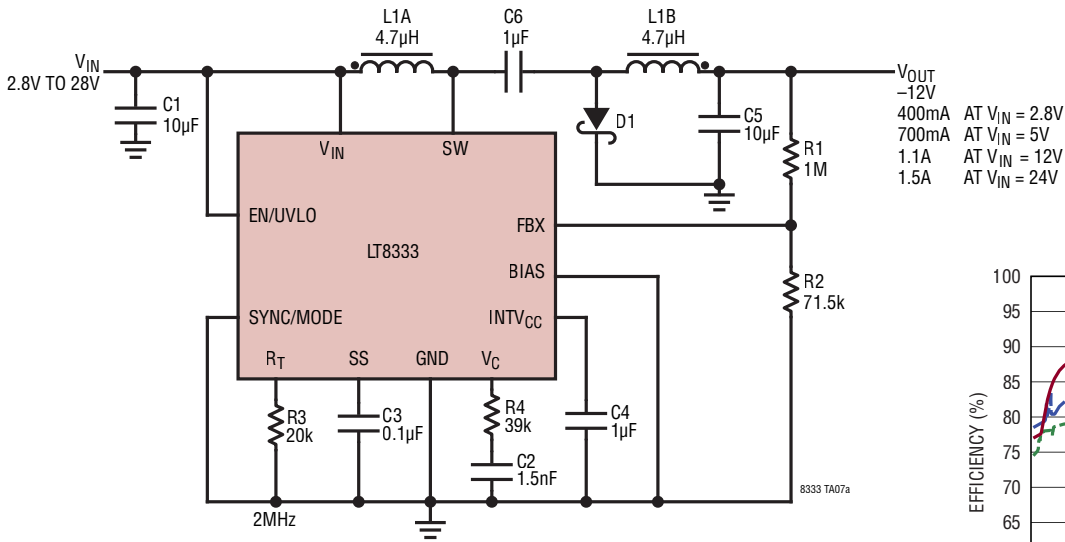 L1A
4.7µH
C6
1µF
L1B
4.7µH
VIN
2.8V TO 28V
VOUT
–12V
400mA AT VIN = 2.8V
700mA AT VIN = 5V
1.1A AT VIN = 12V
1.5A AT VIN = 24V
C1
10µF
D1
C5
10µF
R1
1M
VIN
SW
EN/UVLO
FBX
LT8333
BIAS
R2
71.5k
SYNC/MODE
INTVCC
RT
SS
GND
VC
R3
20k
C3
0.1µF
R4
39k
C4
1µF
C2
1.5nF
2MHz
8333 TA07a
100
95
90
85
80
75
70
65
EFFICIENCY (%)